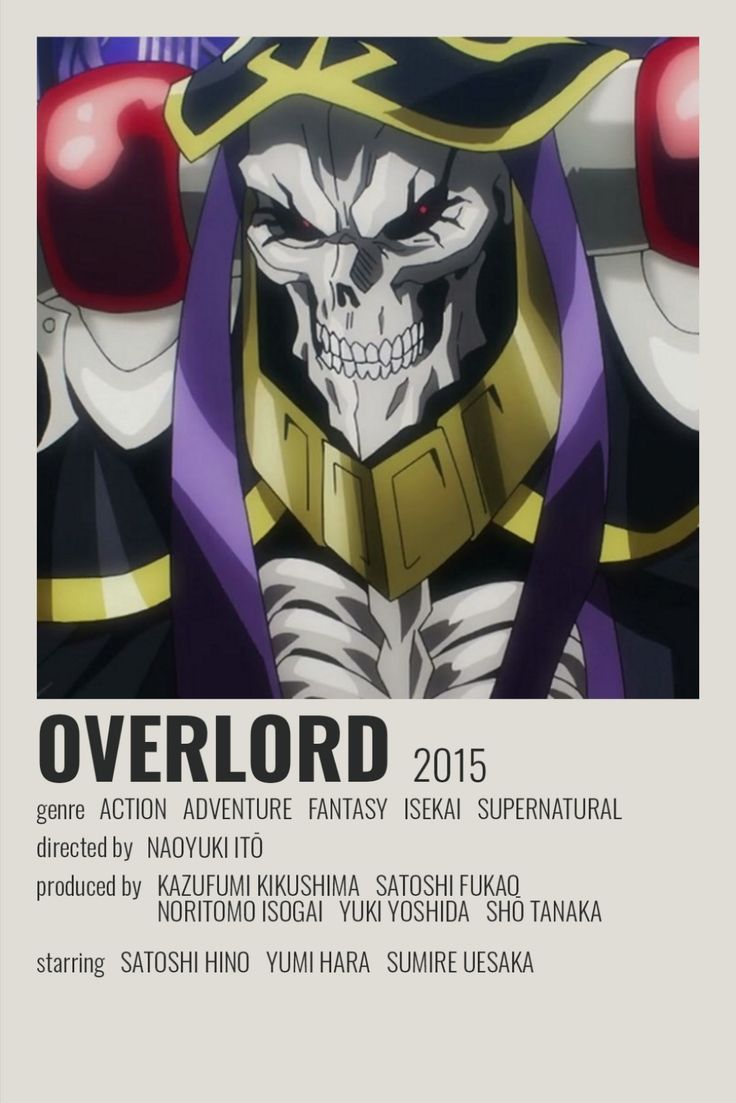 OVERLORD 2015
genre ACTION ADVENTURE FANTASY ISEKAI SUPERNATURAL
directed by NAOYUKI ITŌ
produced by KAZUFUMI KIKUSHIMA SATOSHI FUKAO
NORITOMO ISOGAI YUKI YOSHIDA SHŌ TANAKA
starring SATOSHI HINO YUMI HARA SUMIRE UESAKA